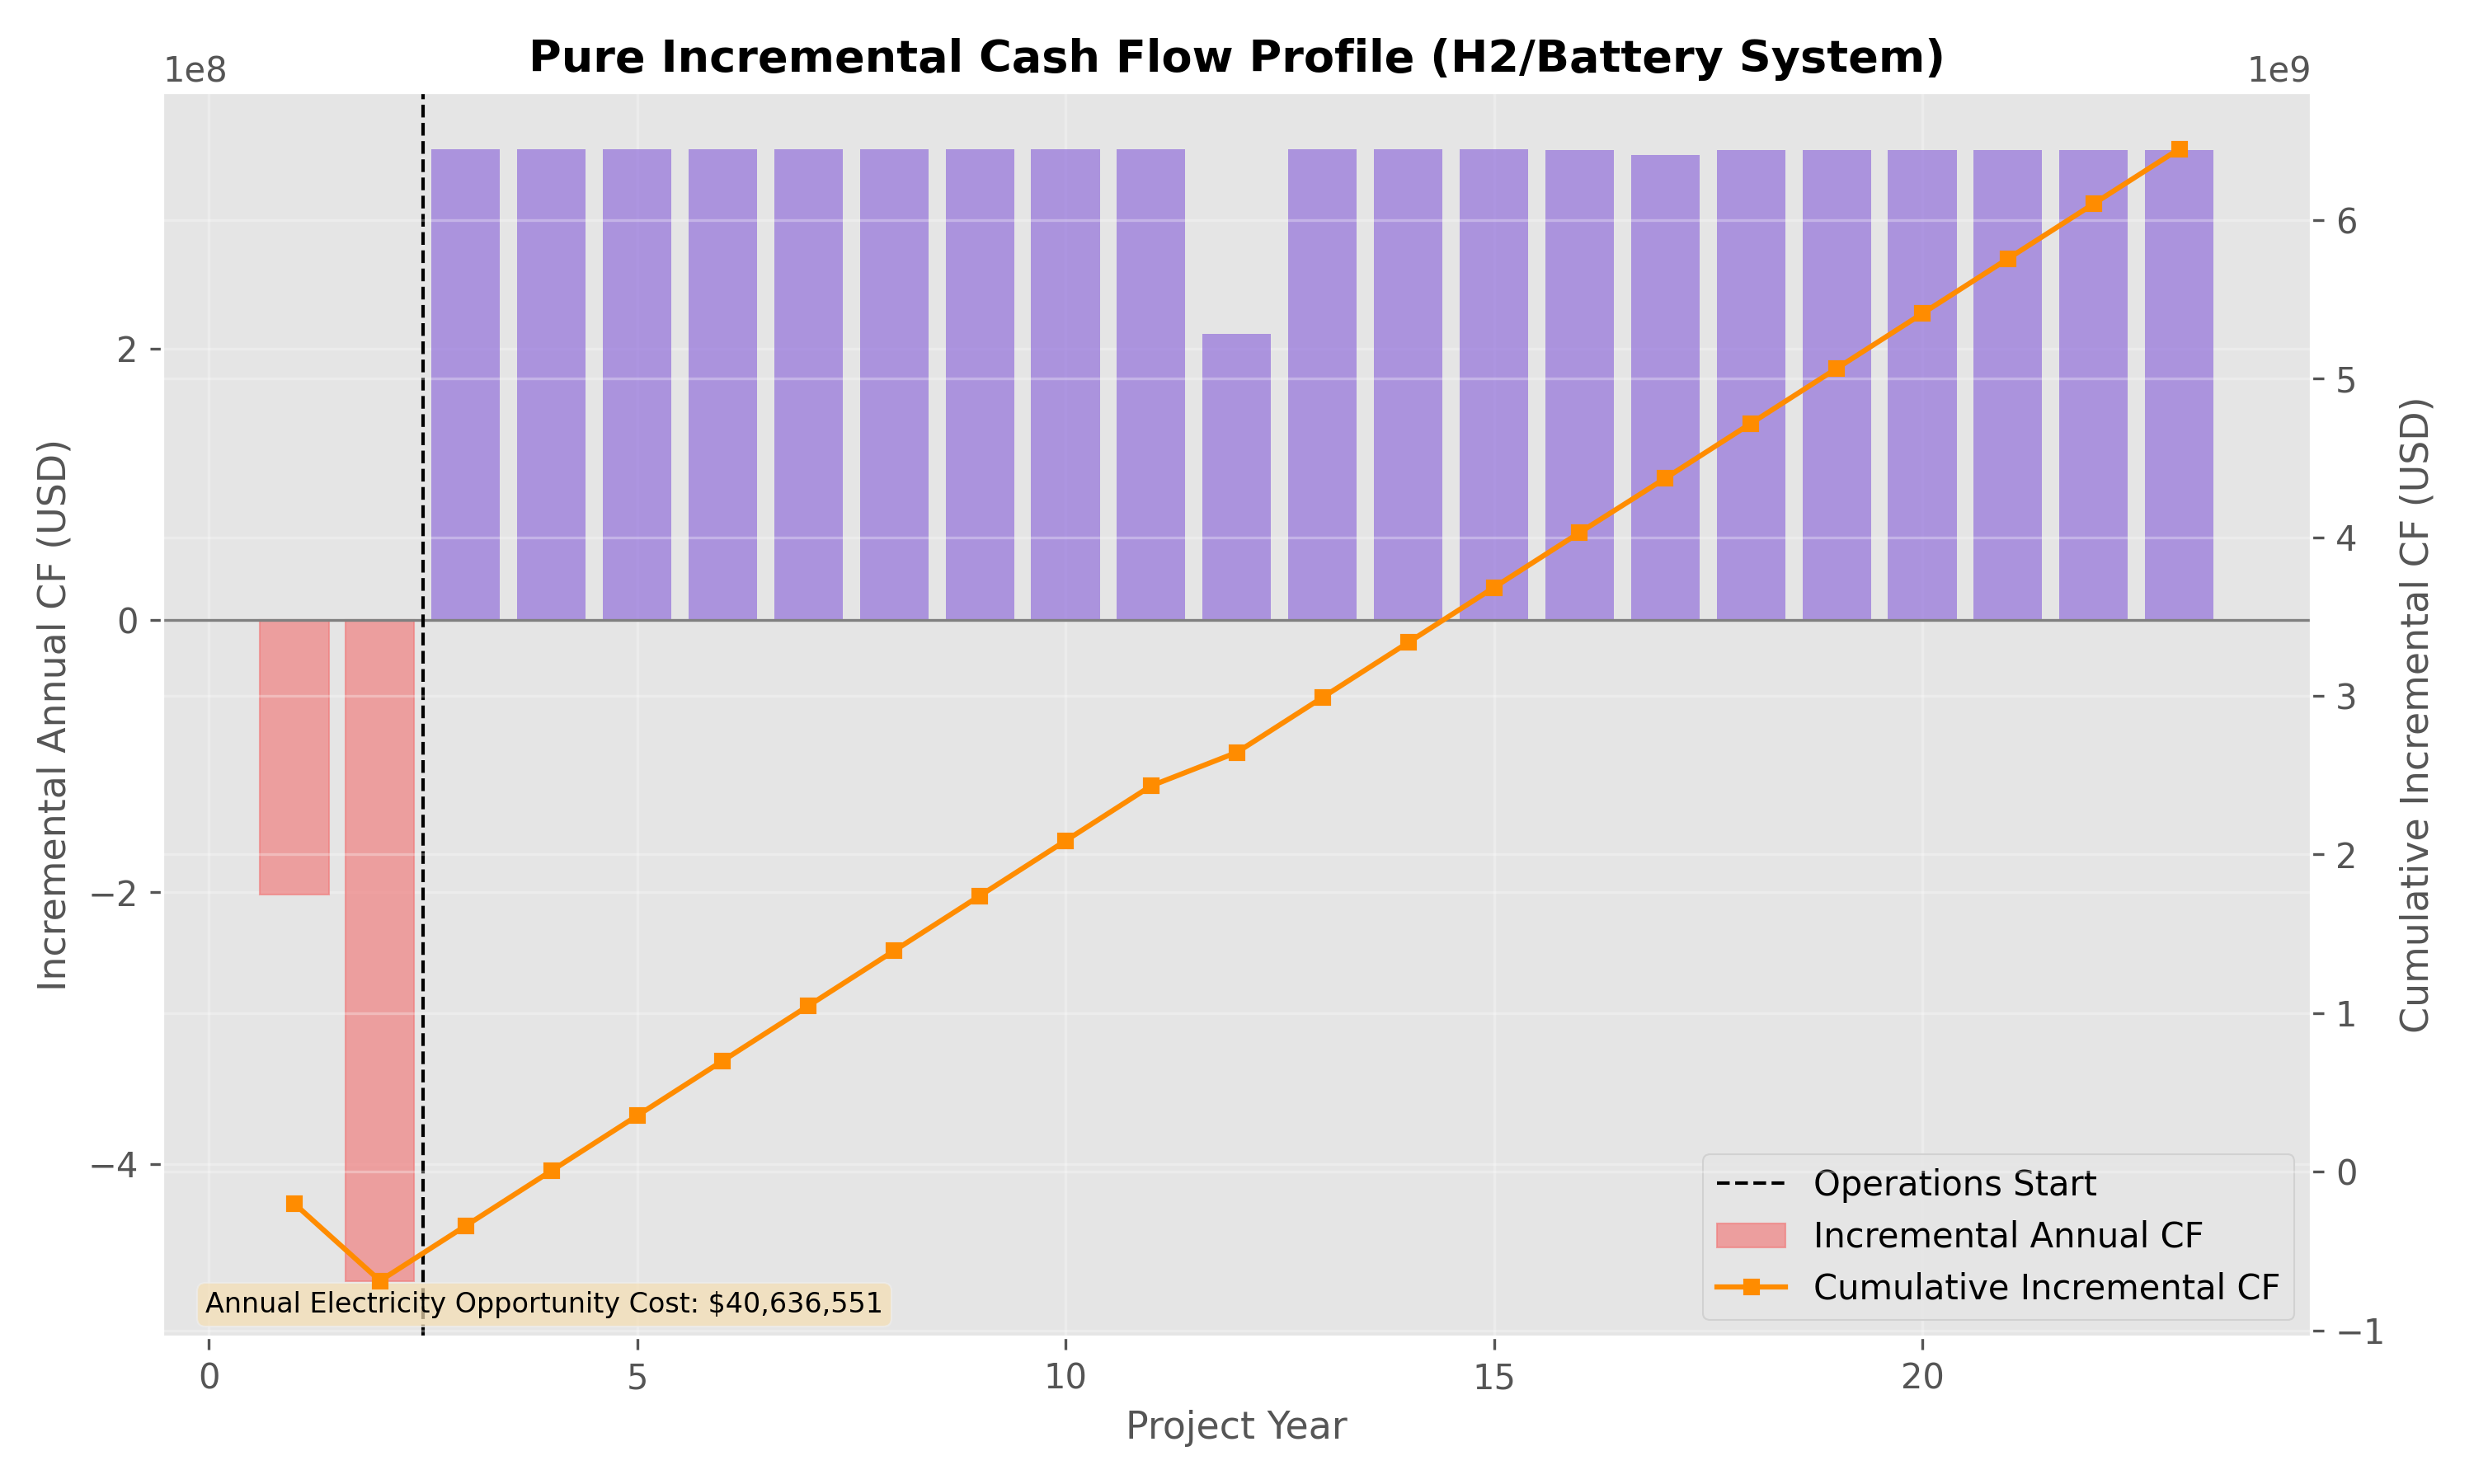 Pure Incremental Cash Flow Profile (H2/Battery System)
1e8
1e9
Incremental Annual CF (USD)
2
0
−2
−4
6
5
4
3
2
1
0
−1
Cumulative Incremental CF (USD)
Operations Start
Incremental Annual CF
Cumulative Incremental CF
Annual Electricity Opportunity Cost: $40,636,551
0
5
10
15
20
Project Year